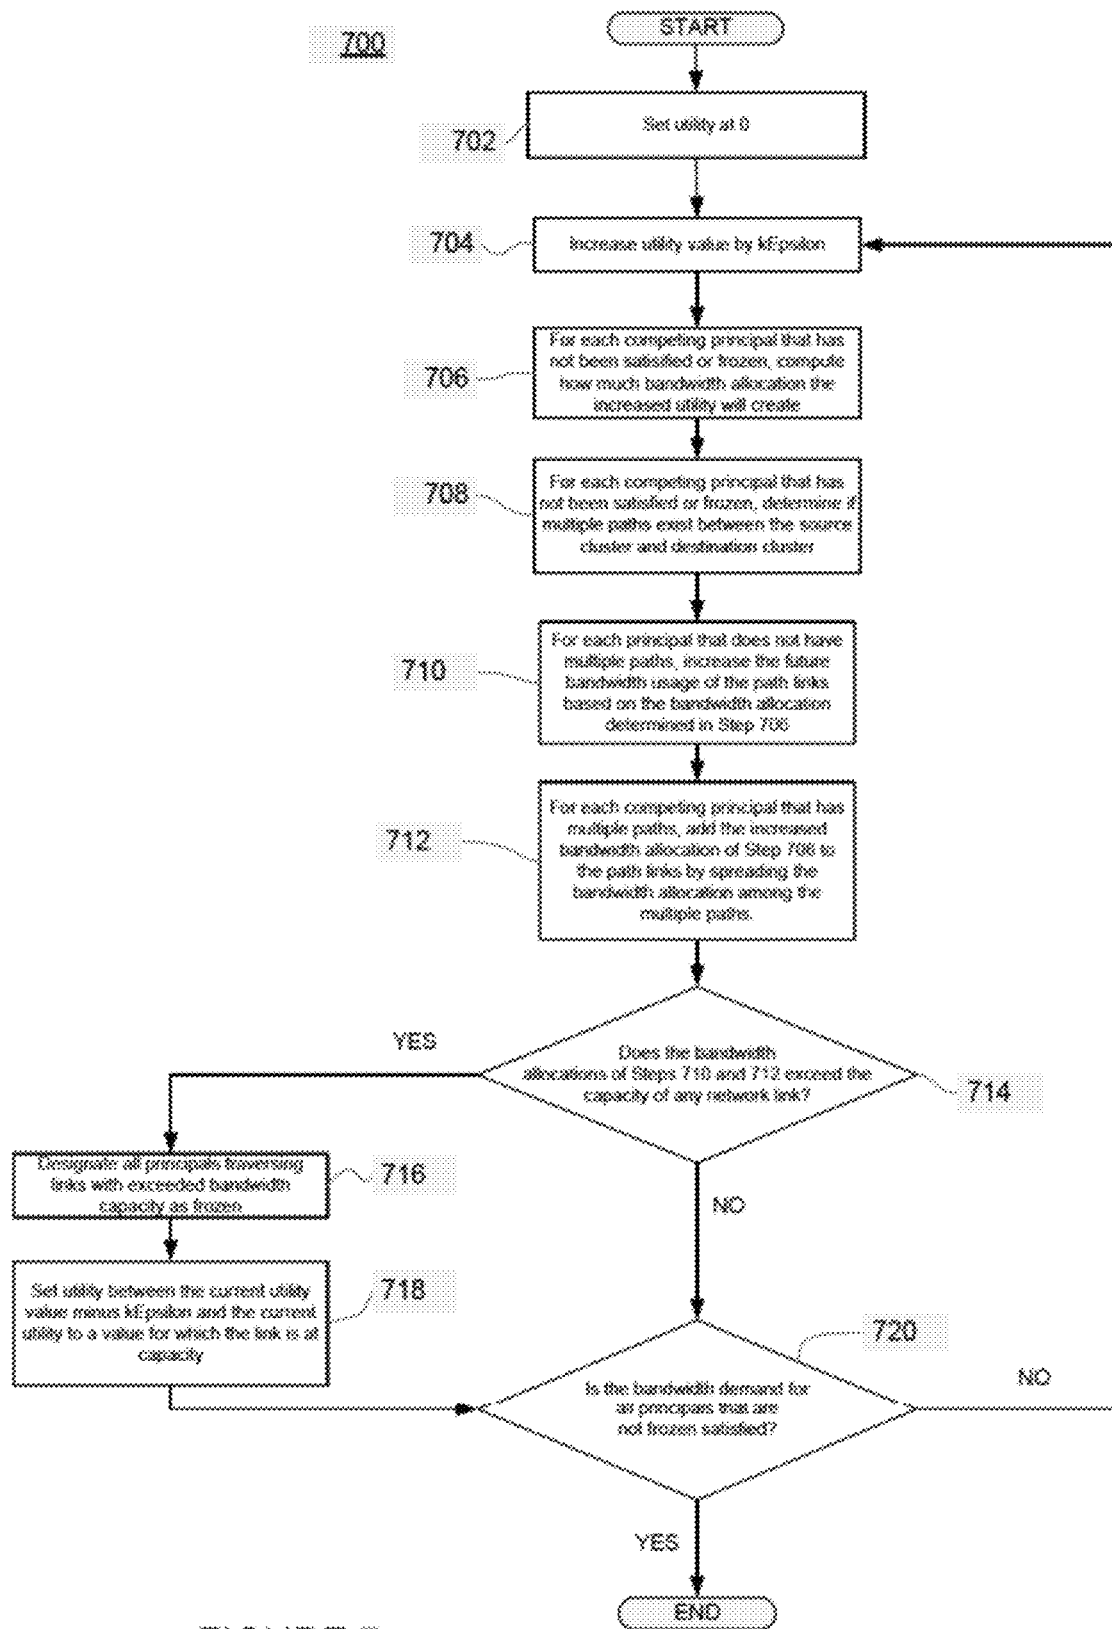 700
START
702
Set utility at 0
704
Increase utility value by kEpsilon
706
For each competing principal that has
not been satisfied or frozen, compute
how much bandwidth allocation the
increased utility will create
708
For each competing principal that has
not been satisfied or frozen, determine if
multiple paths exist between the source
cluster and destination cluster
710
For each principal that does not have
multiple paths, increase the future
bandwidth usage of the path links
based on the bandwidth allocation
determined in Step 706
712
For each competing principal that has
multiple paths, add the increased
bandwidth allocation of Step 706 to
the path links by spreading the
bandwidth allocation among the
multiple paths.
YES
Does the bandwidth
allocations of Steps 710 and 712 exceed the
capacity of any network link?
714
Designate all principals traversing
links with exceeded bandwidth
capacity as frozen
716
NO
Set utility between the current utility
value minus kEpsilon and the current
utility to a value for which the link is at
capacity
718
720
Is the bandwidth demand for
all principals that are
not frozen satisfied?
NO
YES
END